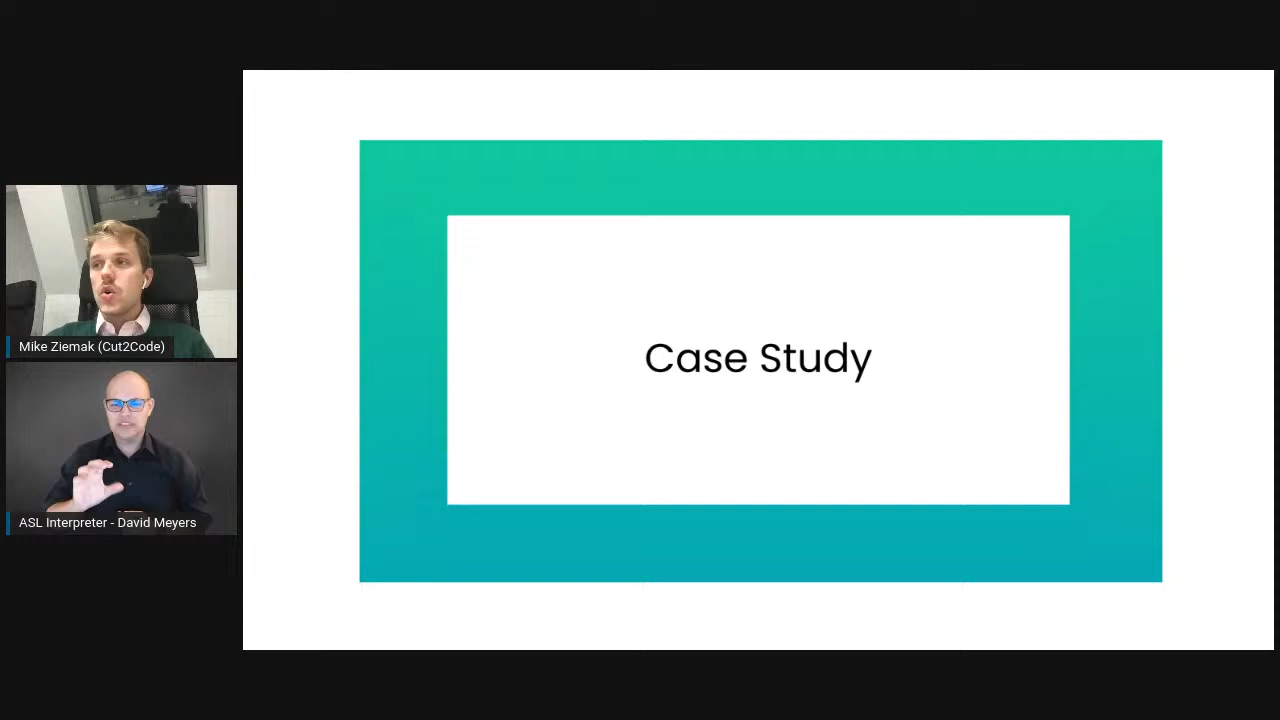 Mike Ziemak (Cut2Code)
ASL Interpreter - David Meyers
Case Study